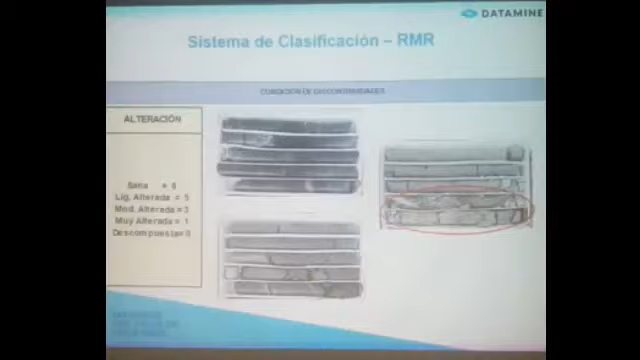 DATAMINE
Sistema de Clasificación – RMR
CONDICION DE DISCONTINUIDADES
ALTERACIÓN
Sana = 6
Lig. Alterada = 5
Mod. Alterada = 3
Muy Alterada = 1
Descompuesta= 0